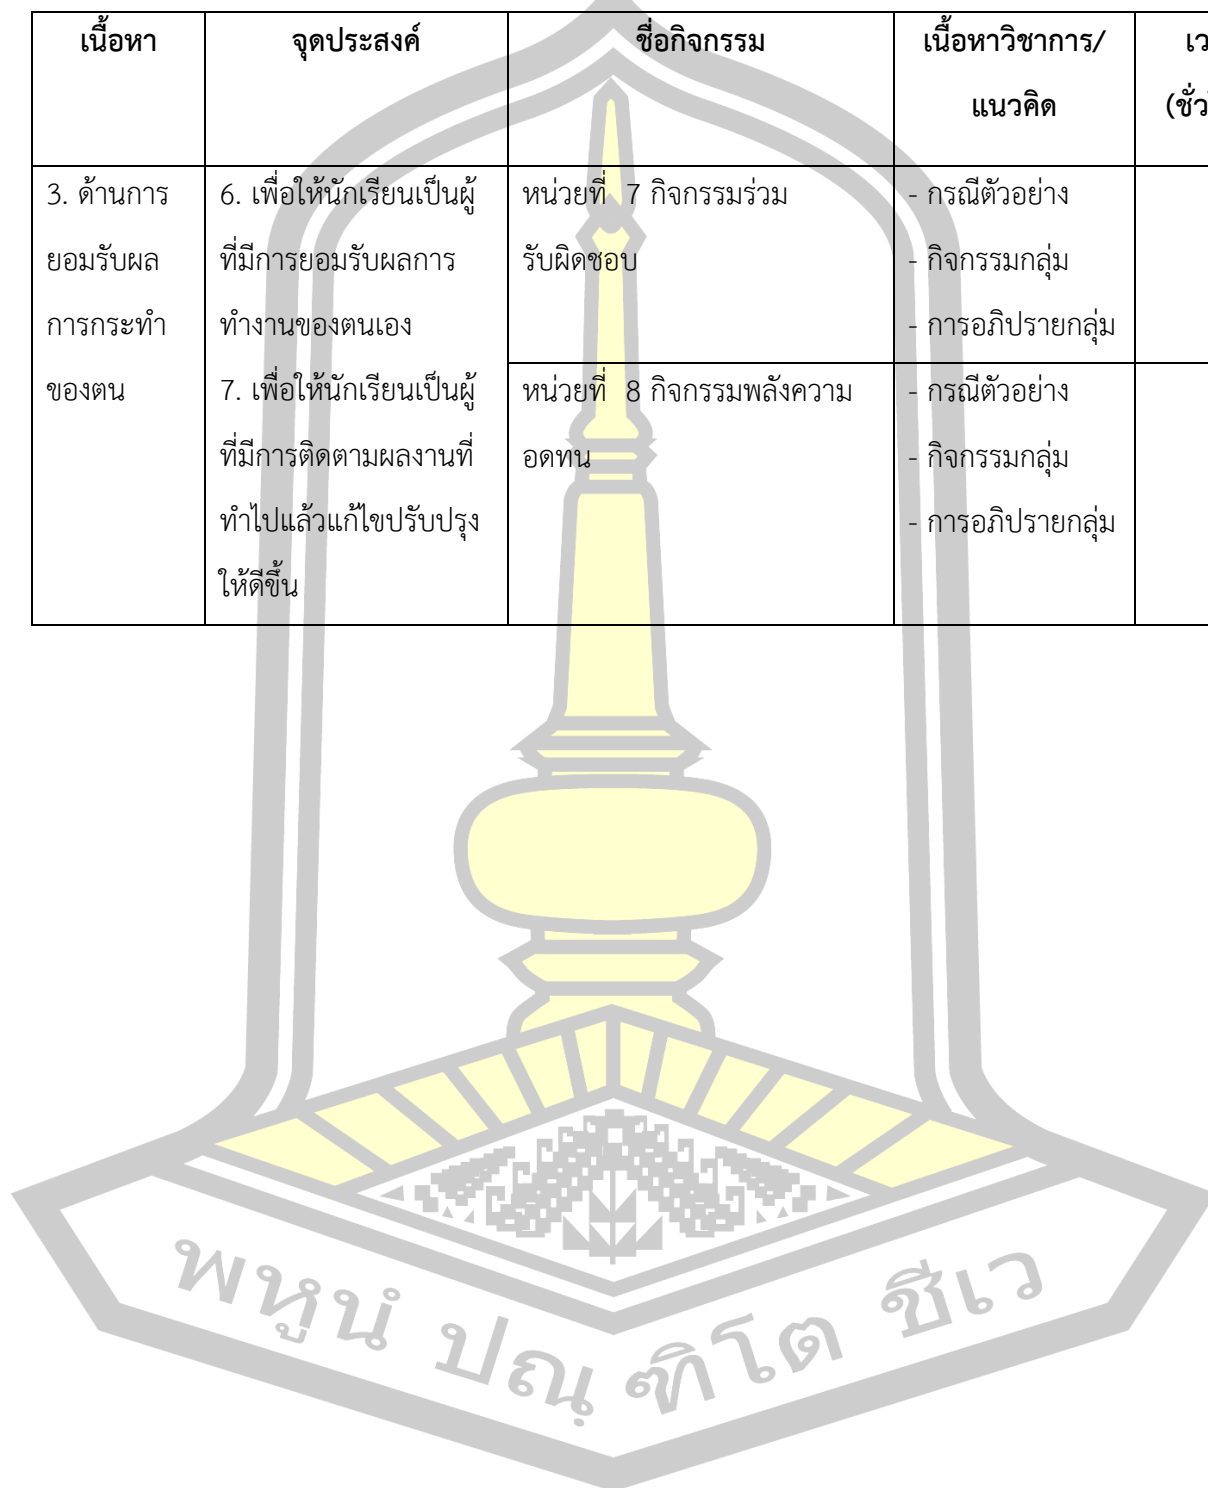 เนื้อหา จุดประสงค์ ชื่อกิจกรรม เนื้อหาวิชาการ/
แนวคิด
3. ด้านการ 6. เพื่อให้นักเรียนเป็นผู้ หน่วยที่ 7 กิจกรรมร่วม - กรณีตัวอย่าง
ยอมรับผล ที่มีการยอมรับผลการ รับผิดชอบ - กิจกรรมกลุ่ม
การกระทำ ทำงานของตนเอง - การอภิปรายกลุ่ม
ของตน 7. เพื่อให้นักเรียนเป็นผู้ หน่วยที่ 8 กิจกรรมพลังความ - กรณีตัวอย่าง
ที่มีการติดตามผลงานที่ อดทน - กิจกรรมกลุ่ม
ทำไปแล้วแก้ไขปรับปรุง - การอภิปรายกลุ่ม
ให้ดีขึ้น
พหูนํ ปณฺฑิโต ชีเว